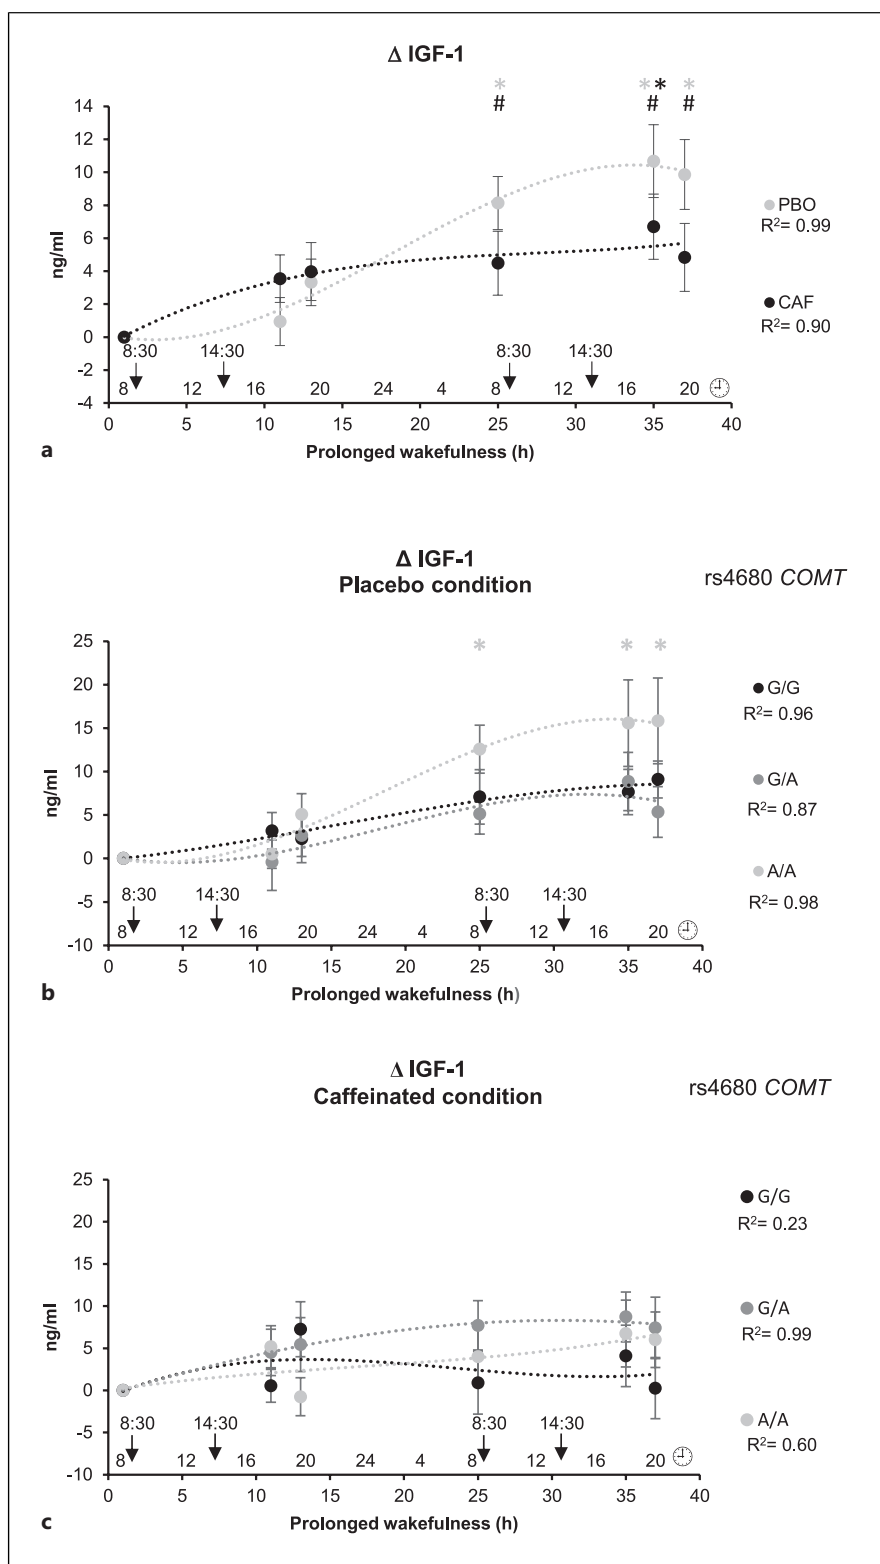 Δ IGF-1
* * * *
# # #
14
12
10
8
6
4
2
0
-2
-4
ng/ml
PBO
R²= 0.99
CAF
R²= 0.90
8:30 14:30 8:30 14:30
8 12 16 20 24 4 8 12 16 20
0 5 10 15 20 25 30 35 40
a Prolonged wakefulness (h)
Δ IGF-1
Placebo condition
rs4680 COMT
* * *
25
20
15
10
5
0
-5
-10
ng/ml
G/G
R²= 0.96
G/A
R²= 0.87
A/A
R²= 0.98
8:30 14:30 8:30 14:30
8 12 16 20 24 4 8 12 16 20
0 5 10 15 20 25 30 35 40
b Prolonged wakefulness (h)
Δ IGF-1
Caffeinated condition
rs4680 COMT
25
20
15
10
5
0
-5
-10
ng/ml
G/G
R²= 0.23
G/A
R²= 0.99
A/A
R²= 0.60
8:30 14:30 8:30 14:30
8 12 16 20 24 4 8 12 16 20
0 5 10 15 20 25 30 35 40
c Prolonged wakefulness (h)